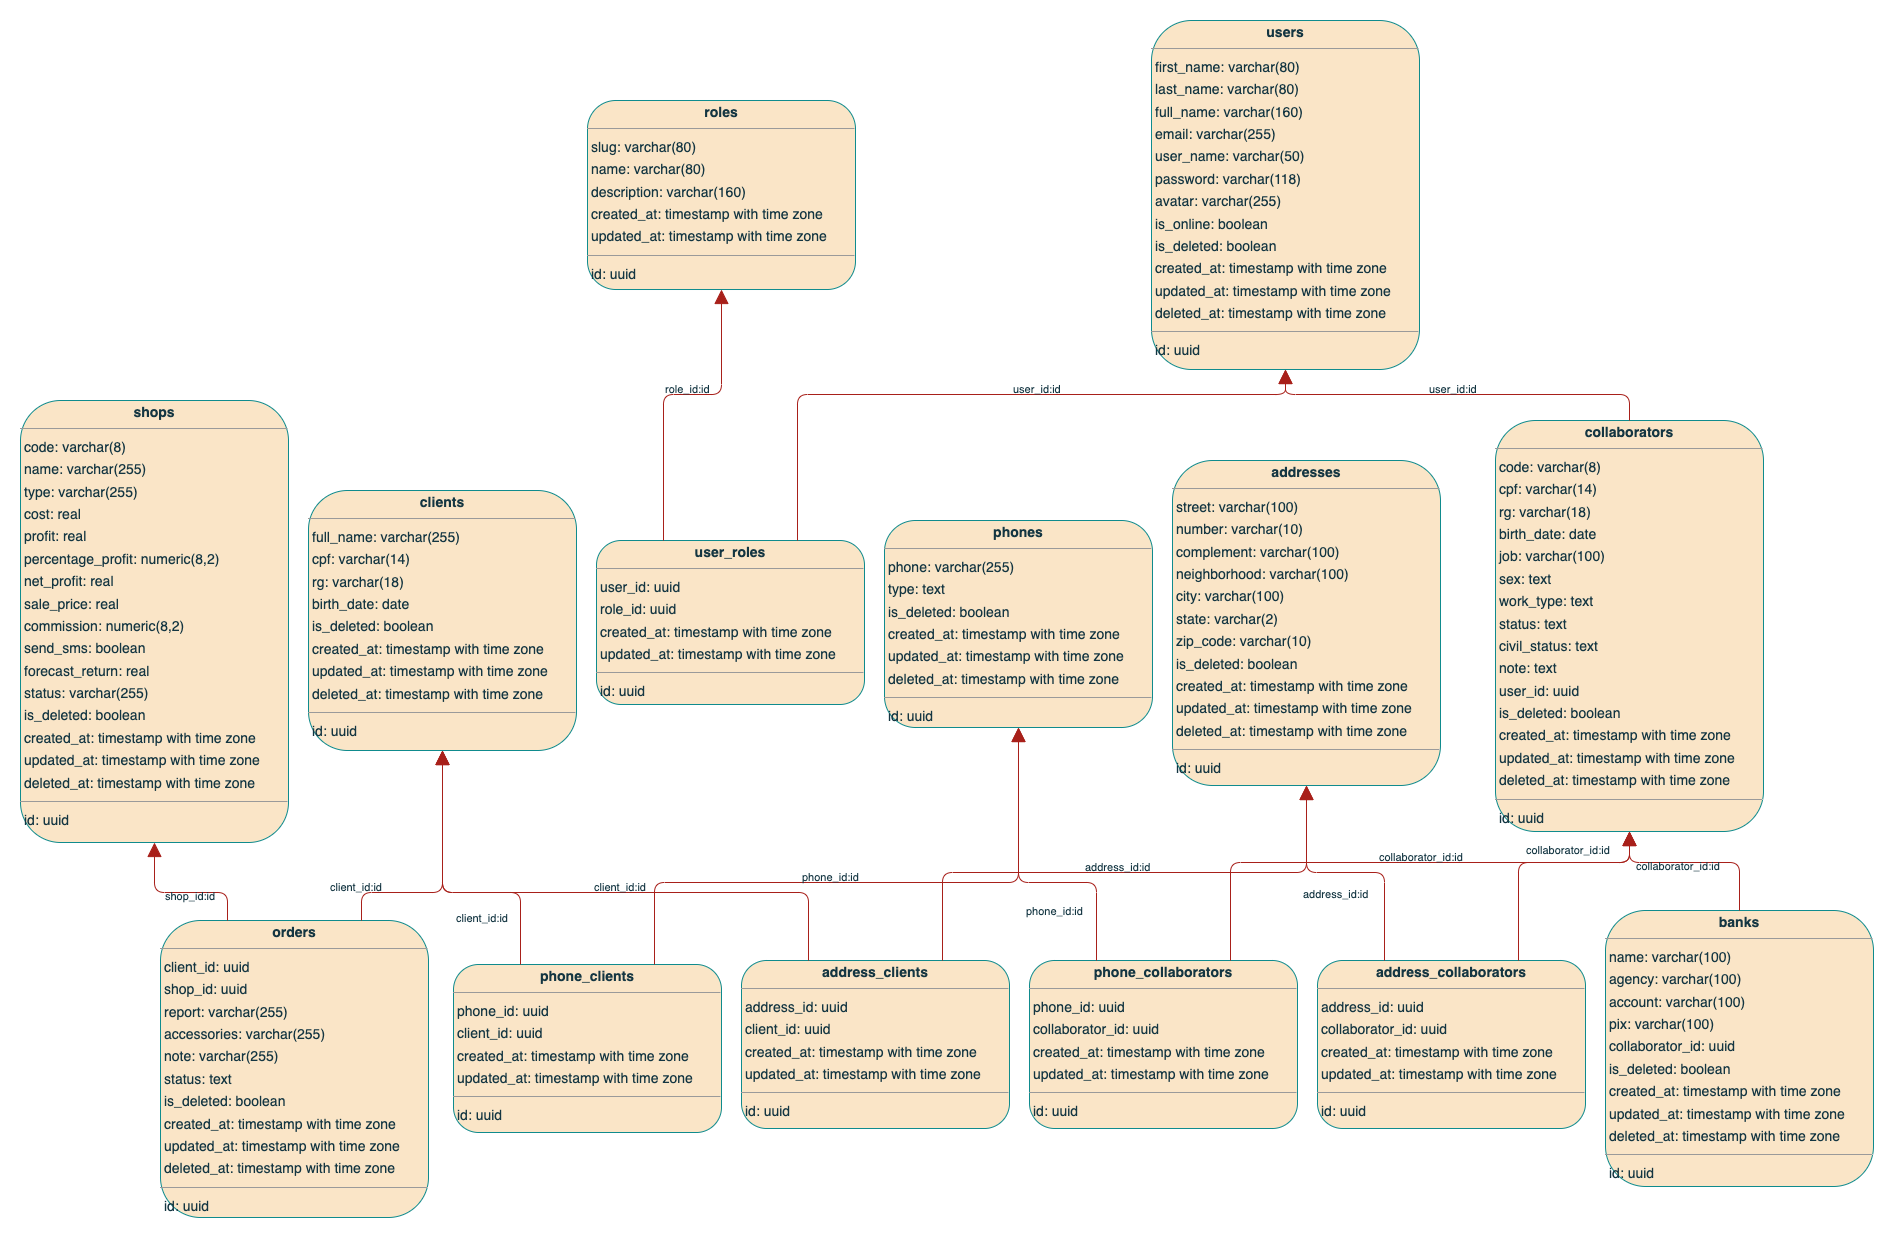 users
first_name: varchar(80)
last_name: varchar(80)
full_name: varchar(160)
email: varchar(255)
user_name: varchar(50)
password: varchar(118)
avatar: varchar(255)
is_online: boolean
is_deleted: boolean
created_at: timestamp with time zone
updated_at: timestamp with time zone
deleted_at: timestamp with time zone
id: uuid
roles
slug: varchar(80)
name: varchar(80)
description: varchar(160)
created_at: timestamp with time zone
updated_at: timestamp with time zone
id: uuid
role_id:id
user_id:id
user_id:id
shops
code: varchar(8)
name: varchar(255)
type: varchar(255)
cost: real
profit: real
percentage_profit: numeric(8,2)
net_profit: real
sale_price: real
commission: numeric(8,2)
send_sms: boolean
forecast_return: real
status: varchar(255)
is_deleted: boolean
created_at: timestamp with time zone
updated_at: timestamp with time zone
deleted_at: timestamp with time zone
id: uuid
clients
full_name: varchar(255)
cpf: varchar(14)
rg: varchar(18)
birth_date: date
is_deleted: boolean
created_at: timestamp with time zone
updated_at: timestamp with time zone
deleted_at: timestamp with time zone
id: uuid
user_roles
user_id: uuid
role_id: uuid
created_at: timestamp with time zone
updated_at: timestamp with time zone
id: uuid
phones
phone: varchar(255)
type: text
is_deleted: boolean
created_at: timestamp with time zone
updated_at: timestamp with time zone
deleted_at: timestamp with time zone
id: uuid
addresses
street: varchar(100)
number: varchar(10)
complement: varchar(100)
neighborhood: varchar(100)
city: varchar(100)
state: varchar(2)
zip_code: varchar(10)
is_deleted: boolean
created_at: timestamp with time zone
updated_at: timestamp with time zone
deleted_at: timestamp with time zone
id: uuid
collaborators
code: varchar(8)
cpf: varchar(14)
rg: varchar(18)
birth_date: date
job: varchar(100)
sex: text
work_type: text
status: text
civil_status: text
note: text
user_id: uuid
is_deleted: boolean
created_at: timestamp with time zone
updated_at: timestamp with time zone
deleted_at: timestamp with time zone
id: uuid
shop_id:id
client_id:id
client_id:id
client_id:id
phone_id:id
phone_id:id
address_id:id
address_id:id
collaborator_id:id
collaborator_id:id
collaborator_id:id
orders
client_id: uuid
shop_id: uuid
report: varchar(255)
accessories: varchar(255)
note: varchar(255)
status: text
is_deleted: boolean
created_at: timestamp with time zone
updated_at: timestamp with time zone
deleted_at: timestamp with time zone
id: uuid
phone_clients
phone_id: uuid
client_id: uuid
created_at: timestamp with time zone
updated_at: timestamp with time zone
id: uuid
address_clients
address_id: uuid
client_id: uuid
created_at: timestamp with time zone
updated_at: timestamp with time zone
id: uuid
phone_collaborators
phone_id: uuid
collaborator_id: uuid
created_at: timestamp with time zone
updated_at: timestamp with time zone
id: uuid
address_collaborators
address_id: uuid
collaborator_id: uuid
created_at: timestamp with time zone
updated_at: timestamp with time zone
id: uuid
banks
name: varchar(100)
agency: varchar(100)
account: varchar(100)
pix: varchar(100)
collaborator_id: uuid
is_deleted: boolean
created_at: timestamp with time zone
updated_at: timestamp with time zone
deleted_at: timestamp with time zone
id: uuid